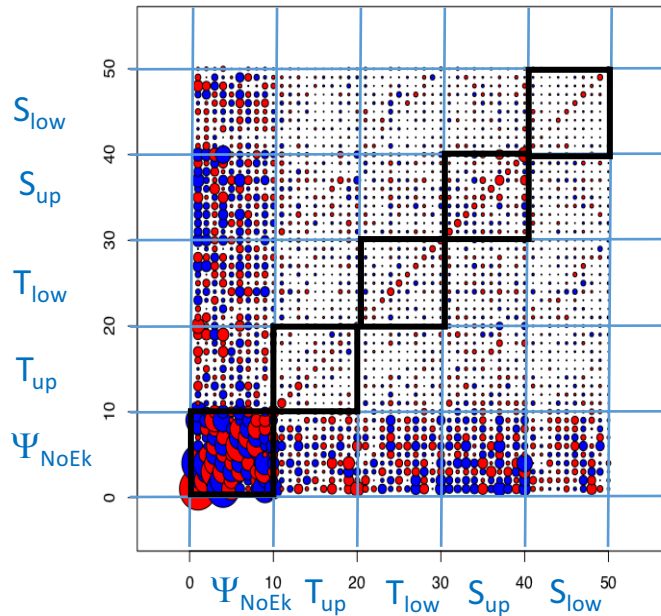 50
S_low
40
S_up
30
T_low
20
T_up
10
Ψ_NoEk
0
0 10 20 30 40 50
Ψ_NoEk T_up T_low S_up S_low